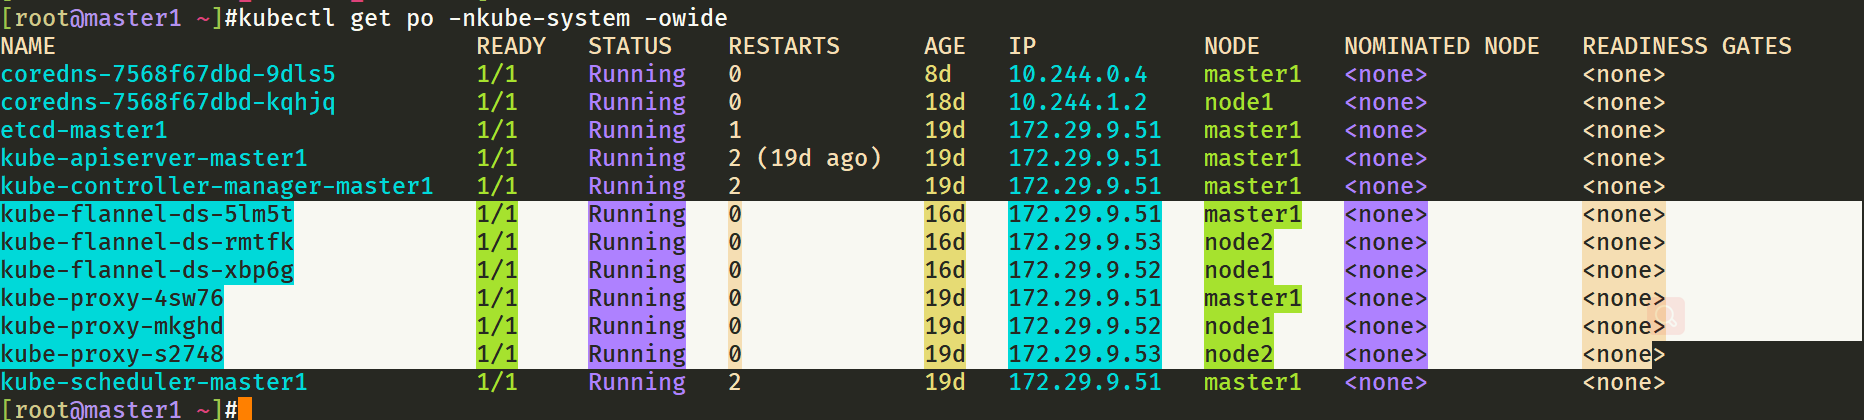 [root@master1 ~]#kubectl get po -nkube-system -owide
NAME READY STATUS RESTARTS AGE IP NODE NOMINATED NODE READINESS GATES
coredns-7568f67dbd-9dls5 1/1 Running 0 8d 10.244.0.4 master1 <none> <none>
coredns-7568f67dbd-kqhjq 1/1 Running 0 18d 10.244.1.2 node1 <none> <none>
etcd-master1 1/1 Running 1 19d 172.29.9.51 master1 <none> <none>
kube-apiserver-master1 1/1 Running 2 (19d ago) 19d 172.29.9.51 master1 <none> <none>
kube-controller-manager-master1 1/1 Running 2 19d 172.29.9.51 master1 <none> <none>
kube-flannel-ds-5lm5t 1/1 Running 0 16d 172.29.9.51 master1 <none> <none>
kube-flannel-ds-rmtfk 1/1 Running 0 16d 172.29.9.53 node2 <none> <none>
kube-flannel-ds-xbp6g 1/1 Running 0 16d 172.29.9.52 node1 <none> <none>
kube-proxy-4sw76 1/1 Running 0 19d 172.29.9.51 master1 <none> <none>
kube-proxy-mkghd 1/1 Running 0 19d 172.29.9.52 node1 <none> <none>
kube-proxy-s2748 1/1 Running 0 19d 172.29.9.53 node2 <none> <none>
kube-scheduler-master1 1/1 Running 2 19d 172.29.9.51 master1 <none> <none>
[root@master1 ~]#